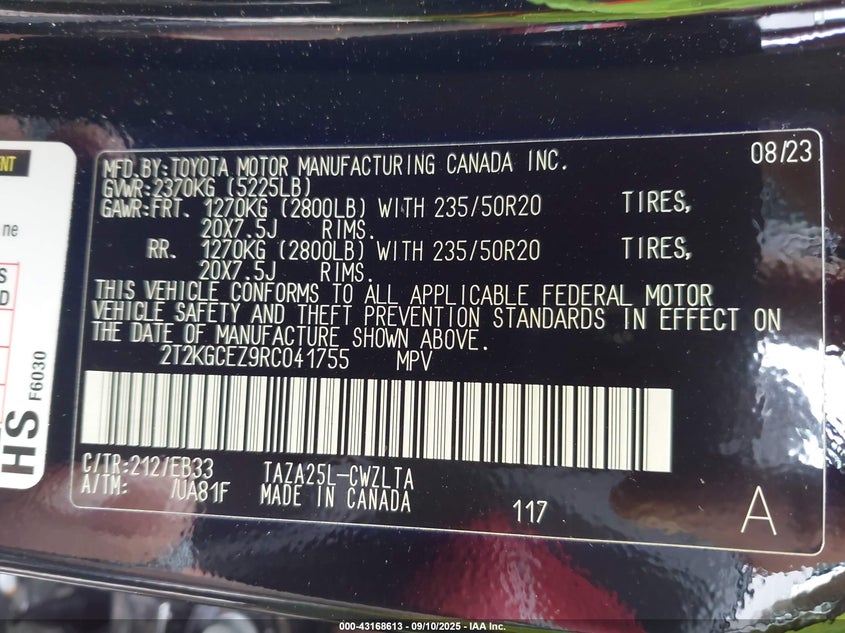 ENT
ne
S
D
HS F6030
MFD.BY:TOYOTA MOTOR MANUFACTURING CANADA INC. 08/23
GVWR:2370KG (5225LB)
GAWR:FRT. 1270KG (2800LB) WITH 235/50R20 TIRES,
20X7.5J RIMS.
RR. 1270KG (2800LB) WITH 235/50R20 TIRES,
20X7.5J RIMS.
THIS VEHICLE CONFORMS TO ALL APPLICABLE FEDERAL MOTOR
VEHICLE SAFETY AND THEFT PREVENTION STANDARDS IN EFFECT ON
THE DATE OF MANUFACTURE SHOWN ABOVE.
2T2KGCEZ9RC041755 MPV
C/TR:212/EB33 TAZA25L-CWZLTA
A/TM: /UA81F MADE IN CANADA 117 A
000-43168613 - 09/10/2025 - IAA Inc.